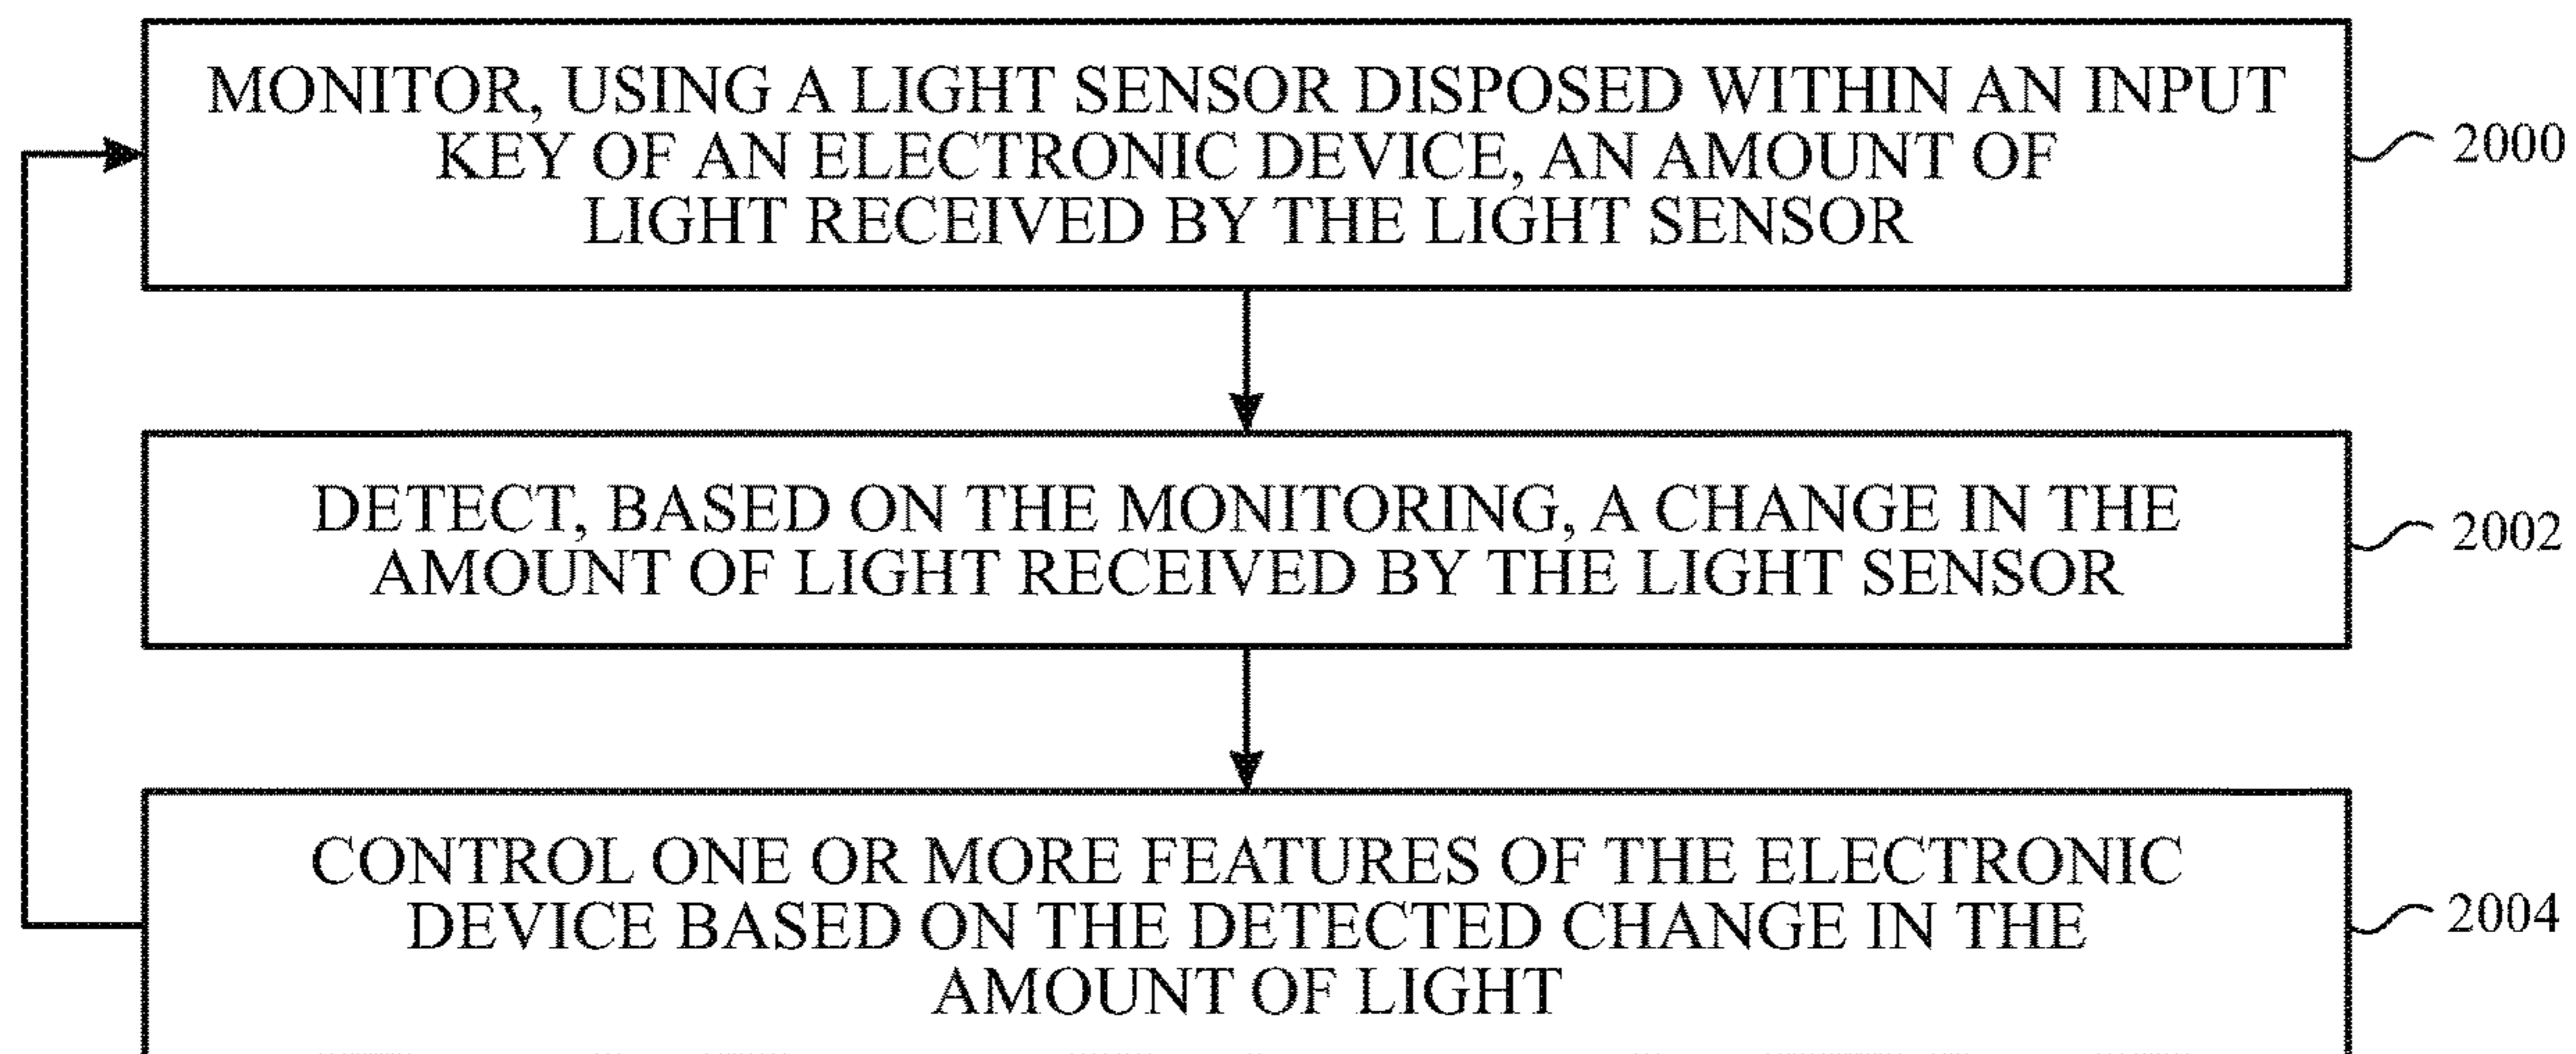 MONITOR, USING A LIGHT SENSOR DISPOSED WITHIN AN INPUT
KEY OF AN ELECTRONIC DEVICE, AN AMOUNT OF
LIGHT RECEIVED BY THE LIGHT SENSOR
2000
DETECT, BASED ON THE MONITORING, A CHANGE IN THE
AMOUNT OF LIGHT RECEIVED BY THE LIGHT SENSOR
2002
CONTROL ONE OR MORE FEATURES OF THE ELECTRONIC
DEVICE BASED ON THE DETECTED CHANGE IN THE
AMOUNT OF LIGHT
2004